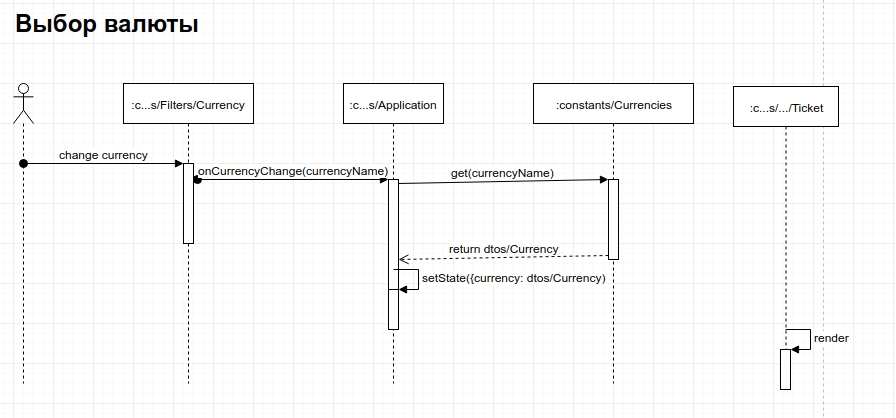 Выбор валюты
:c...s/Filters/Currency
:c...s/Application
:constants/Currencies
:c...s/.../Ticket
change currency
onCurrencyChange(currencyName)
get(currencyName)
return dtos/Currency
setState({currency: dtos/Currency)
render